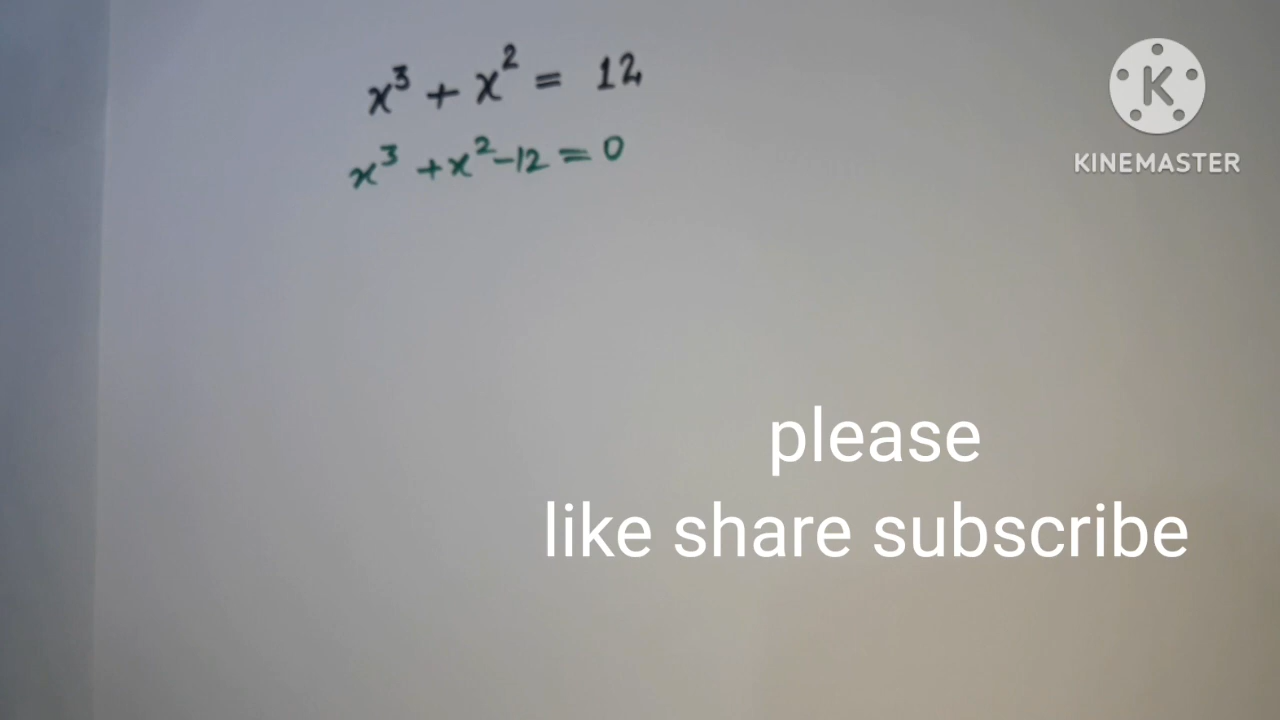 x³ + x² = 12
x³ + x² - 12 = 0
KINEMASTER
please
like share subscribe